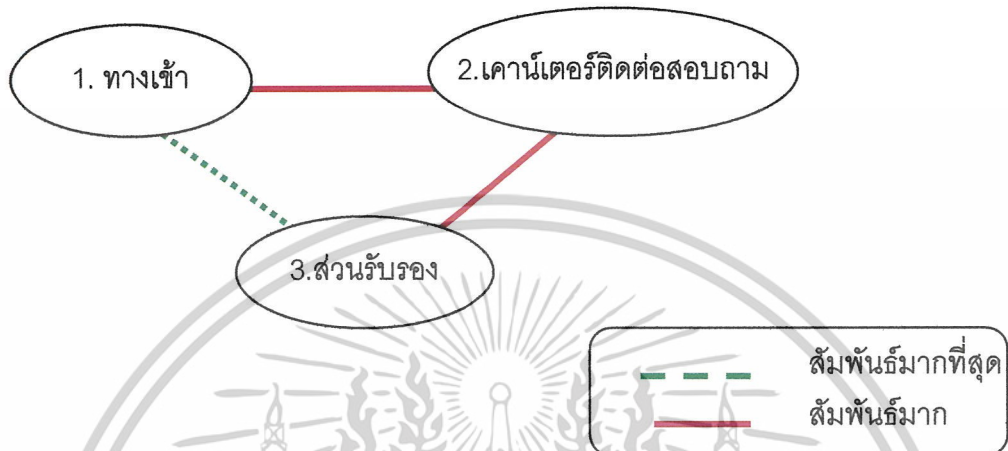 1. ทางเข้า
2.เคาน์เตอร์ติดต่อสอบถาม
3.ส่วนรับรอง
สัมพันธ์มากที่สุด
สัมพันธ์มาก